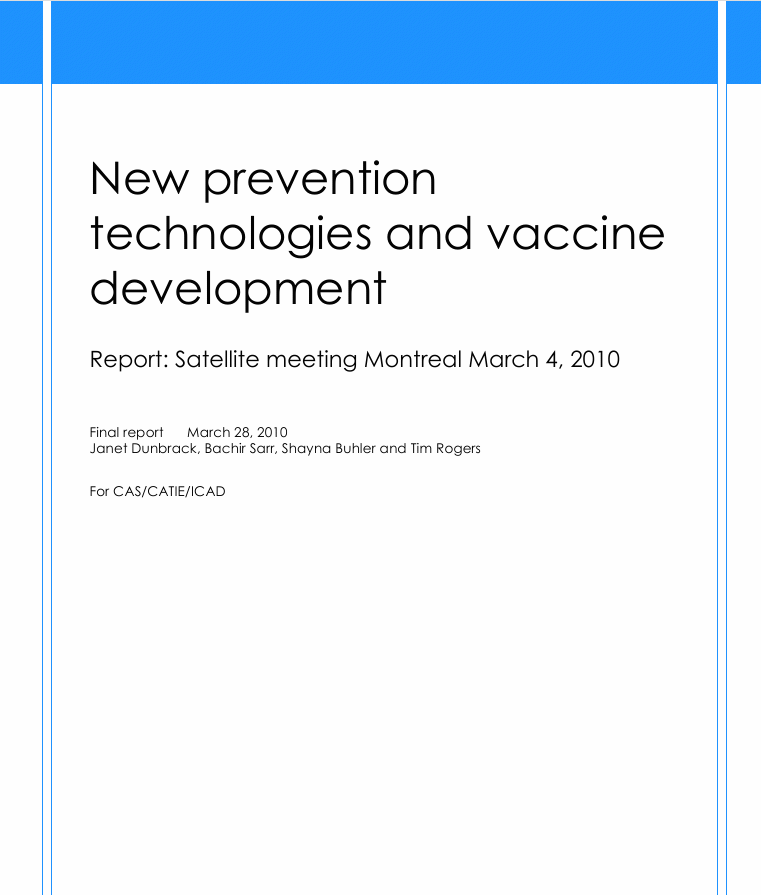 New prevention
technologies and vaccine
development
Report: Satellite meeting Montreal March 4, 2010
Final report March 28, 2010
Janet Dunbrack, Bachir Sarr, Shayna Buhler and Tim Rogers
For CAS/CATIE/ICAD